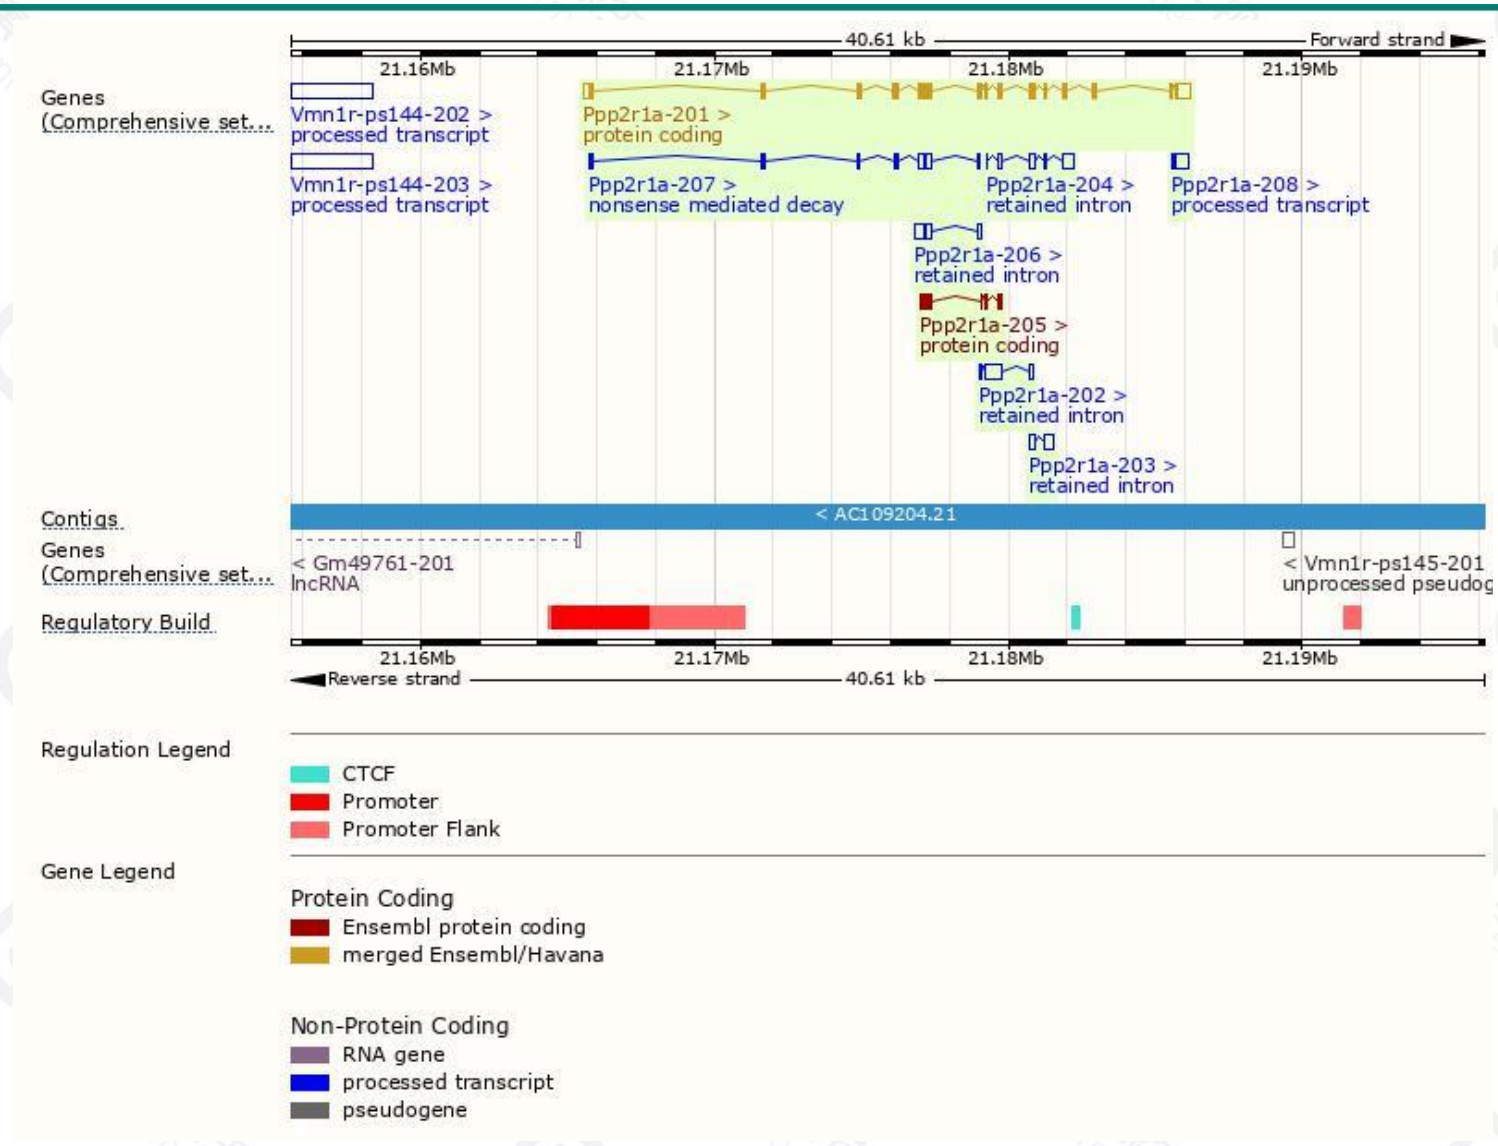 40.61 kb Forward strand
21.16Mb 21.17Mb 21.18Mb 21.19Mb
Genes
(Comprehensive set...
Vmn1r-ps144-202 >
processed transcript
Ppp2r1a-201 >
protein coding
Vmn1r-ps144-203 >
processed transcript
Ppp2r1a-207 >
nonsense mediated decay
Ppp2r1a-204 >
retained intron
Ppp2r1a-208 >
processed transcript
Ppp2r1a-206 >
retained intron
Ppp2r1a-205 >
protein coding
Ppp2r1a-202 >
retained intron
Ppp2r1a-203 >
retained intron
Contigs
< AC109204.21
Genes
(Comprehensive set...
< Gm49761-201
lncRNA
< Vmn1r-ps145-201
unprocessed pseudog
Regulatory Build
21.16Mb 21.17Mb 21.18Mb 21.19Mb
Reverse strand 40.61 kb
Regulation Legend
CTCF
Promoter
Promoter Flank
Gene Legend
Protein Coding
Ensembl protein coding
merged Ensembl/Havana
Non-Protein Coding
RNA gene
processed transcript
pseudogene